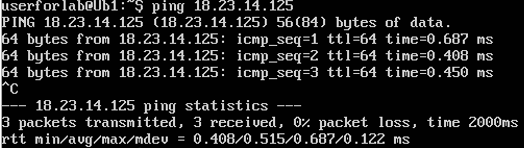 userforlab@Ub1:~$ ping 18.23.14.125
PING 18.23.14.125 (18.23.14.125) 56(84) bytes of data.
64 bytes from 18.23.14.125: icmp_seq=1 ttl=64 time=0.687 ms
64 bytes from 18.23.14.125: icmp_seq=2 ttl=64 time=0.408 ms
64 bytes from 18.23.14.125: icmp_seq=3 ttl=64 time=0.450 ms
^C
--- 18.23.14.125 ping statistics ---
3 packets transmitted, 3 received, 0% packet loss, time 2000ms
rtt min/avg/max/mdev = 0.408/0.515/0.687/0.122 ms